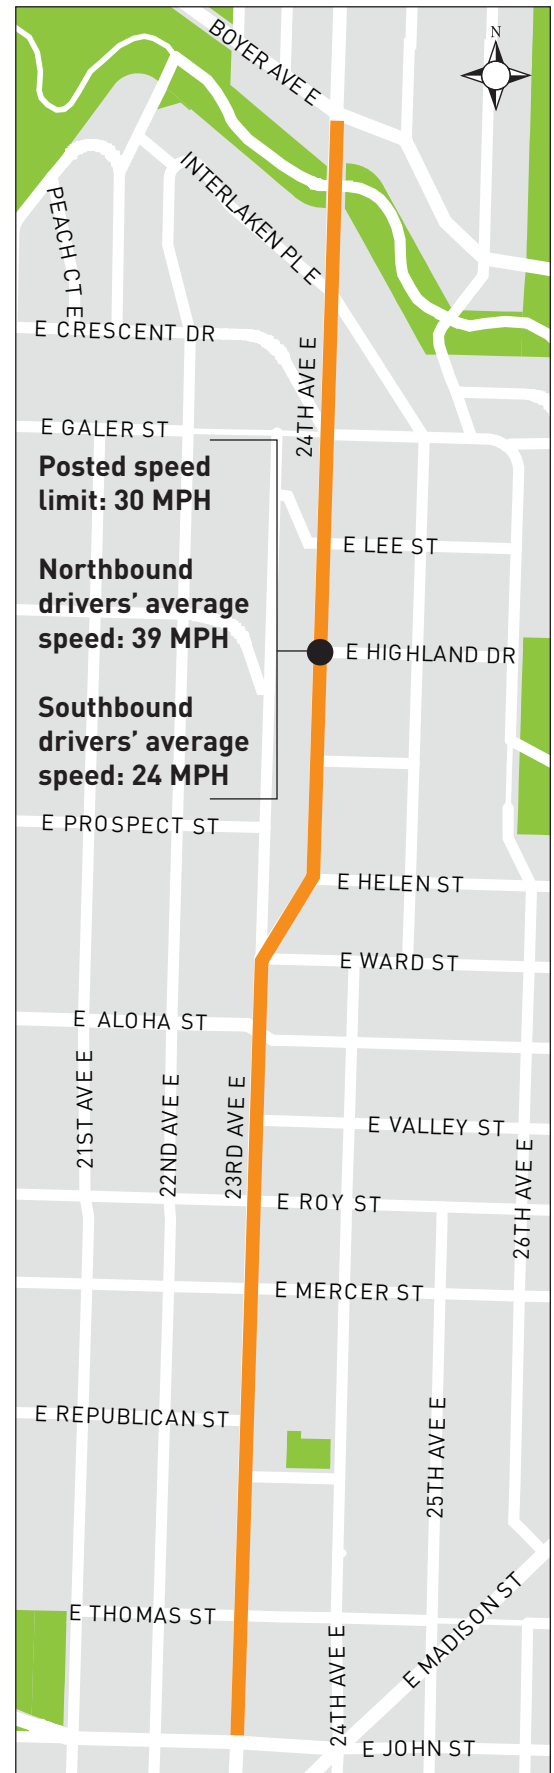 N
BOYER AVE E
INTERLAKEN PL E
PEACH CT E
E CRESCENT DR
24TH AVE E
E GALER ST
Posted speed
limit: 30 MPH
E LEE ST
Northbound
drivers’ average
speed: 39 MPH
E HIGHLAND DR
Southbound
drivers’ average
speed: 24 MPH
E PROSPECT ST
E HELEN ST
E WARD ST
E ALOHA ST
21ST AVE E
22ND AVE E
23RD AVE E
E VALLEY ST
26TH AVE E
E ROY ST
E MERCER ST
E REPUBLICAN ST
25TH AVE E
E THOMAS ST
E MADISON ST
24TH AVE E
E JOHN ST